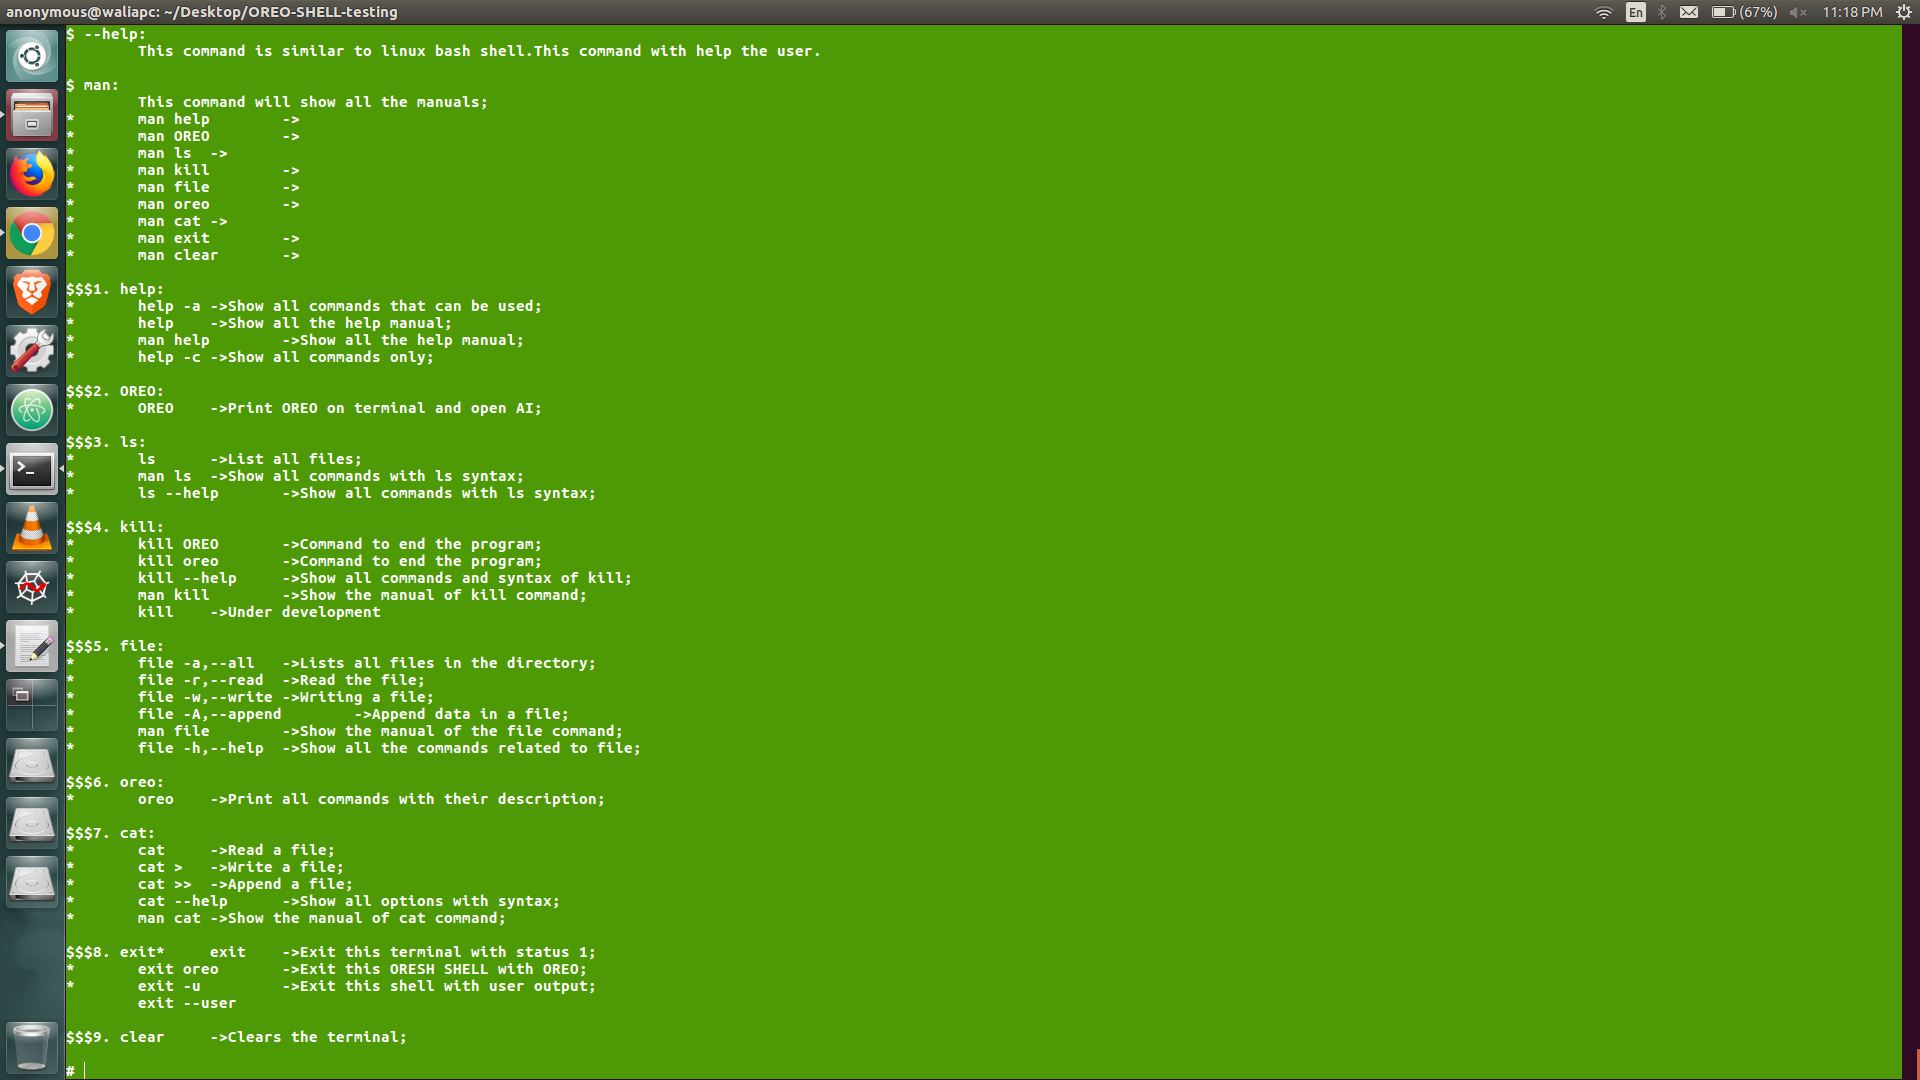 anonymous@waliapc: ~/Desktop/OREO-SHELL-testing
En (67%) 11:18 PM
$ --help:
This command is similar to linux bash shell.This command with help the user.
$ man:
This command will show all the manuals;
* man help ->
* man OREO ->
* man ls ->
* man kill ->
* man file ->
* man oreo ->
* man cat ->
* man exit ->
* man clear ->
$$$1. help:
* help -a ->Show all commands that can be used;
* help ->Show all the help manual;
* man help ->Show all the help manual;
* help -c ->Show all commands only;
$$$2. OREO:
* OREO ->Print OREO on terminal and open AI;
$$$3. ls:
* ls ->List all files;
* man ls ->Show all commands with ls syntax;
* ls --help ->Show all commands with ls syntax;
$$$4. kill:
* kill OREO ->Command to end the program;
* kill oreo ->Command to end the program;
* kill --help ->Show all commands and syntax of kill;
* man kill ->Show the manual of kill command;
* kill ->Under development
$$$5. file:
* file -a,--all ->Lists all files in the directory;
* file -r,--read ->Read the file;
* file -w,--write ->Writing a file;
* file -A,--append ->Append data in a file;
* man file ->Show the manual of the file command;
* file -h,--help ->Show all the commands related to file;
$$$6. oreo:
* oreo ->Print all commands with their description;
$$$7. cat:
* cat ->Read a file;
* cat > ->Write a file;
* cat >> ->Append a file;
* cat --help ->Show all options with syntax;
* man cat ->Show the manual of cat command;
$$$8. exit* exit ->Exit this terminal with status 1;
* exit oreo ->Exit this ORESH SHELL with OREO;
* exit -u ->Exit this shell with user output;
exit --user
$$$9. clear ->Clears the terminal;
#